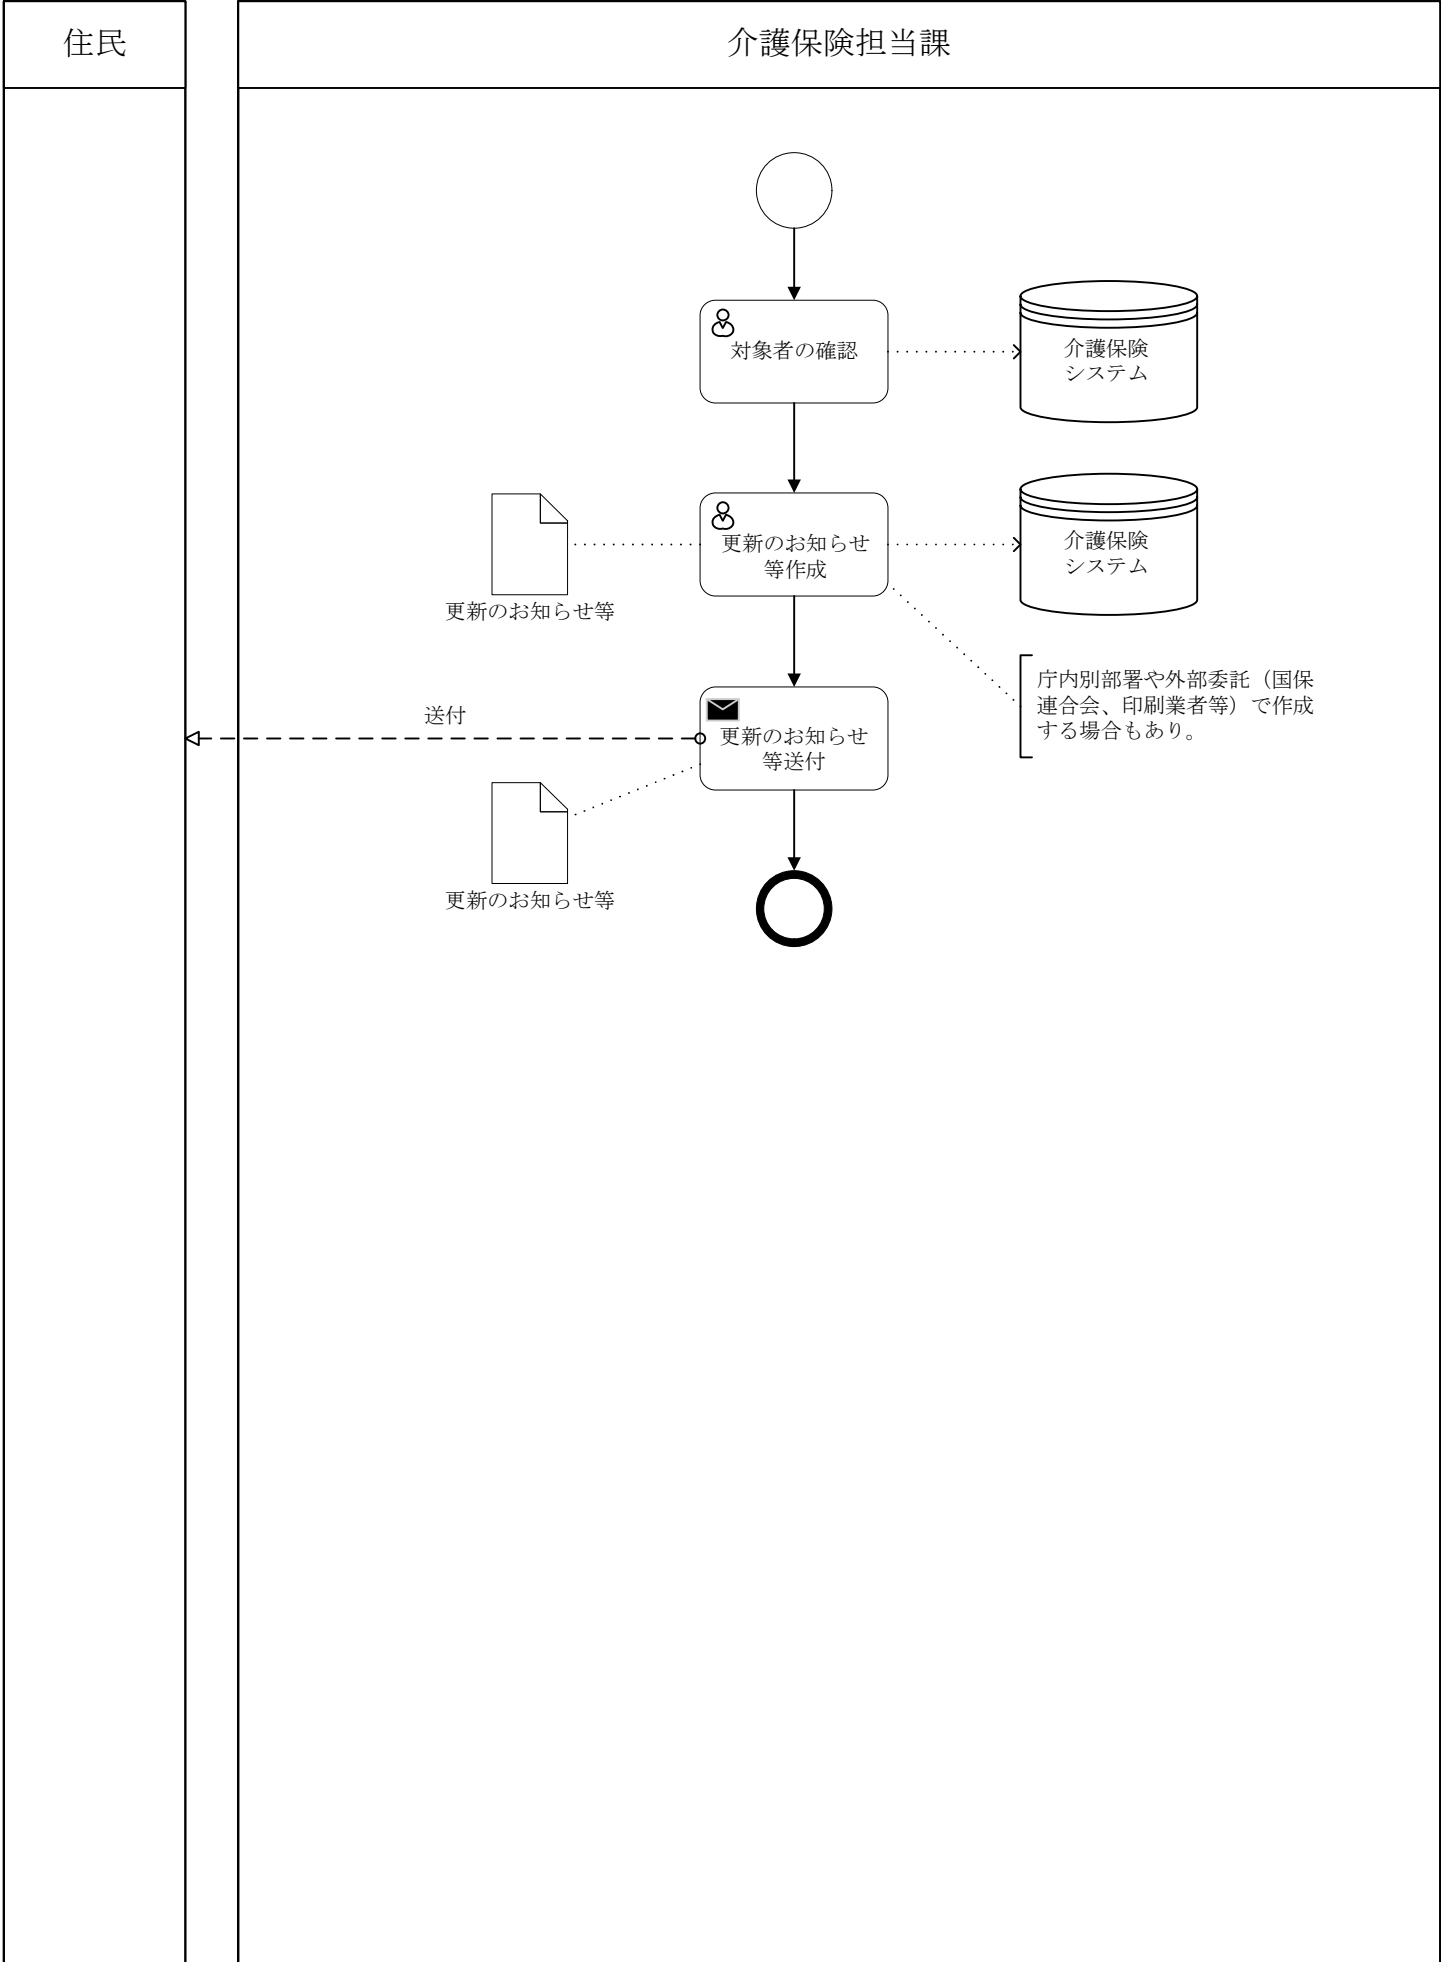 住民
介護保険担当課
対象者の確認
介護保険
システム
更新のお知らせ
等作成
介護保険
システム
更新のお知らせ等
庁内別部署や外部委託（国保
連合会、印刷業者等）で作成
する場合もあり。
送付
更新のお知らせ
等送付
更新のお知らせ等